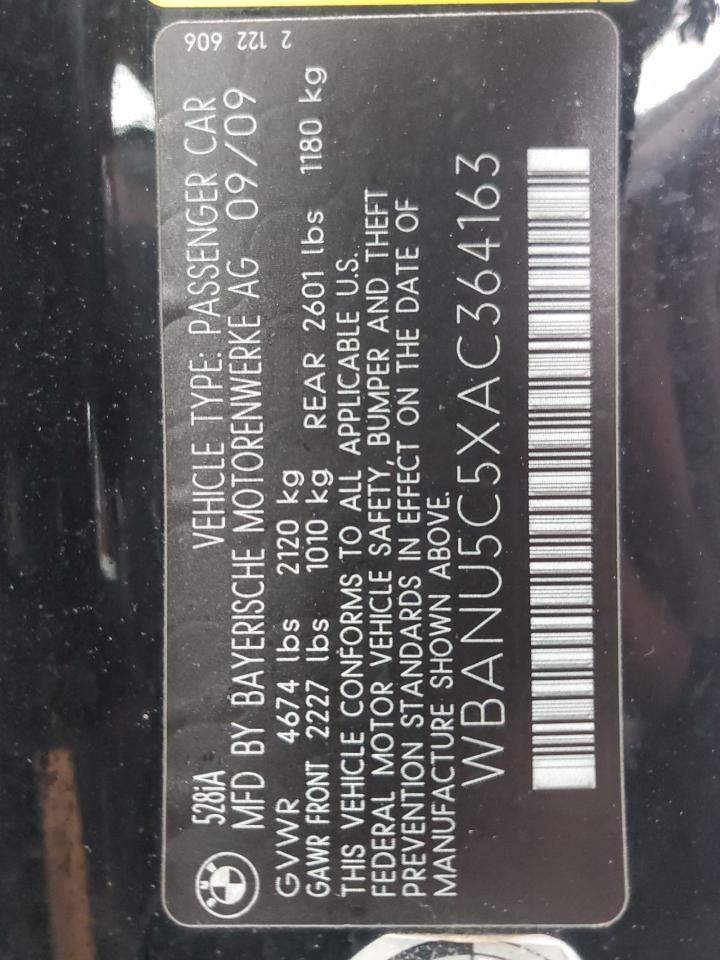 2 122 606
BMW
528iA VEHICLE TYPE: PASSENGER CAR
MFD BY BAYERISCHE MOTORENWERKE AG 09/09
GVWR 4674 lbs 2120 kg
GAWR FRONT 2227 lbs 1010 kg REAR 2601 lbs 1180 kg
THIS VEHICLE CONFORMS TO ALL APPLICABLE U.S.
FEDERAL MOTOR VEHICLE SAFETY, BUMPER AND THEFT
PREVENTION STANDARDS IN EFFECT ON THE DATE OF
MANUFACTURE SHOWN ABOVE.
WBANU5C5XAC364163